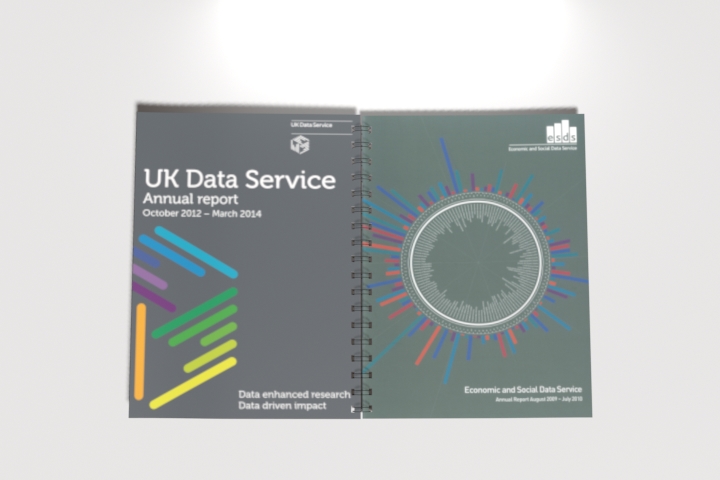 UK Data Service
UK Data Service
Annual report
October 2012 – March 2014
Data enhanced research
Data driven impact
esds
Economic and Social Data Service
Economic and Social Data Service
Annual Report August 2009 – July 2010